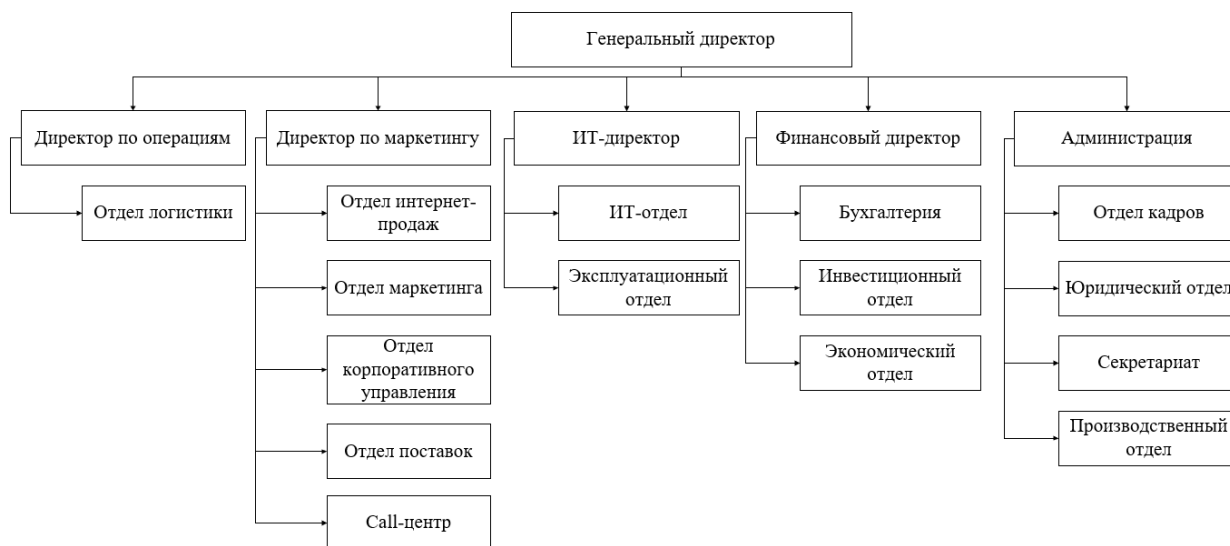 Генеральный директор
Директор по операциям
Директор по маркетингу
ИТ-директор
Финансовый директор
Администрация
Отдел логистики
Отдел интернет-
продаж
ИТ-отдел
Бухгалтерия
Отдел кадров
Отдел маркетинга
Эксплуатационный
отдел
Инвестиционный
отдел
Юридический отдел
Отдел
корпоративного
управления
Экономический
отдел
Секретариат
Отдел поставок
Производственный
отдел
Call-центр